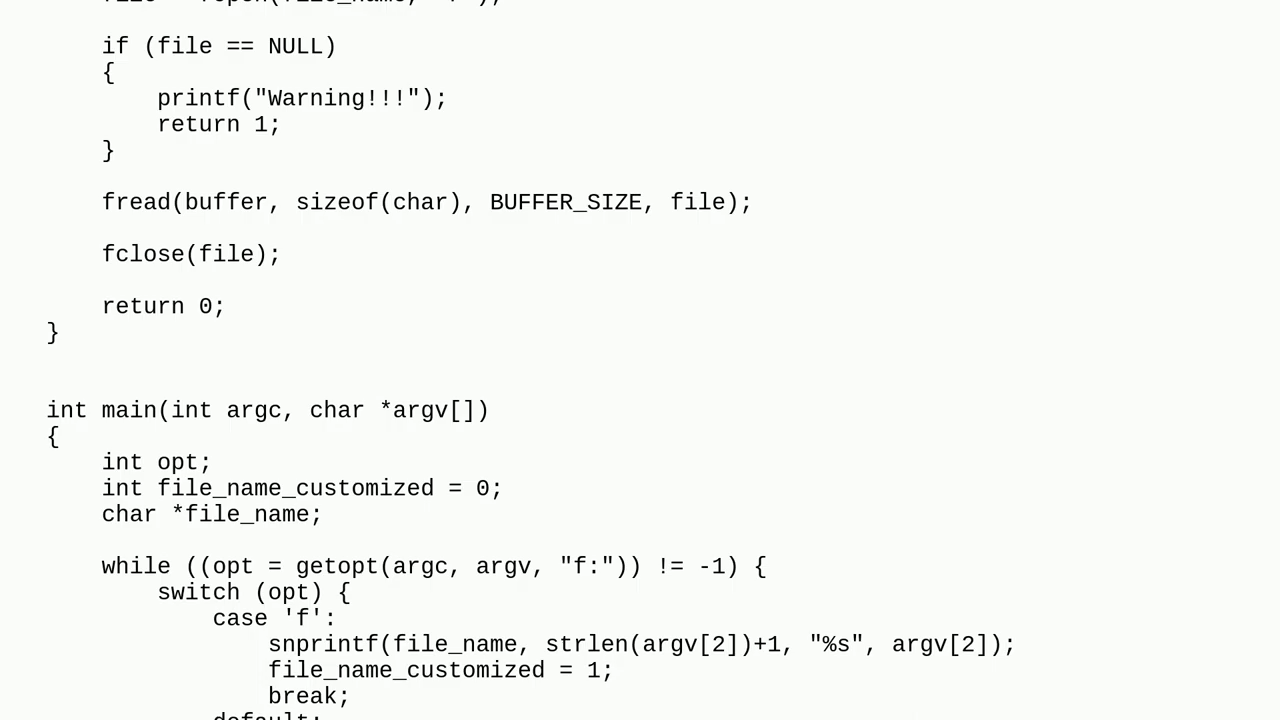 if (file == NULL)
{
printf("Warning!!!");
return 1;
}
fread(buffer, sizeof(char), BUFFER_SIZE, file);
fclose(file);
return 0;
}
int main(int argc, char *argv[])
{
int opt;
int file_name_customized = 0;
char *file_name;
while ((opt = getopt(argc, argv, "f:")) != -1) {
switch (opt) {
case 'f':
snprintf(file_name, strlen(argv[2])+1, "%s", argv[2]);
file_name_customized = 1;
break;
default: